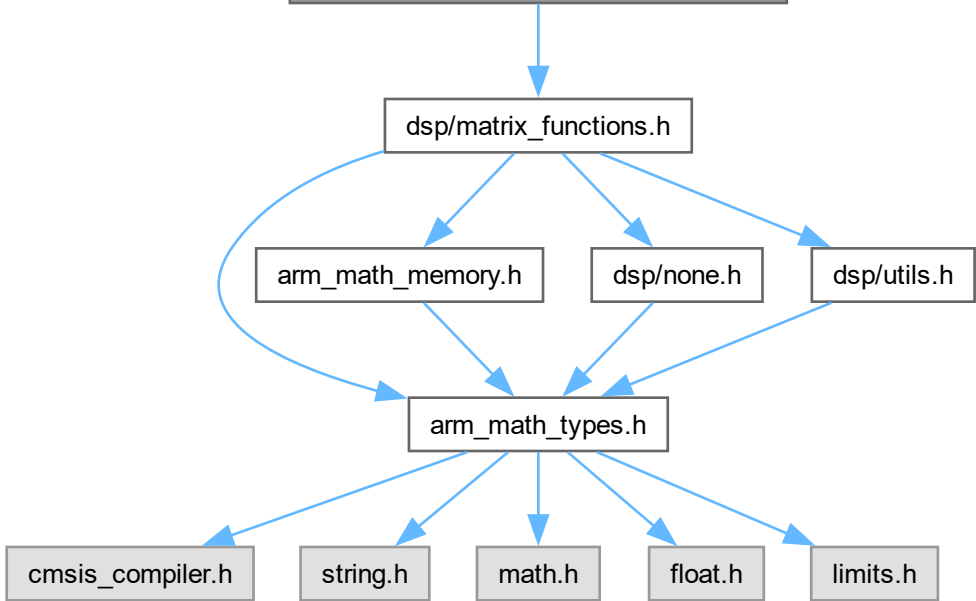 dsp/matrix_functions.h
arm_math_memory.h
dsp/none.h
dsp/utils.h
arm_math_types.h
cmsis_compiler.h
string.h
math.h
float.h
limits.h